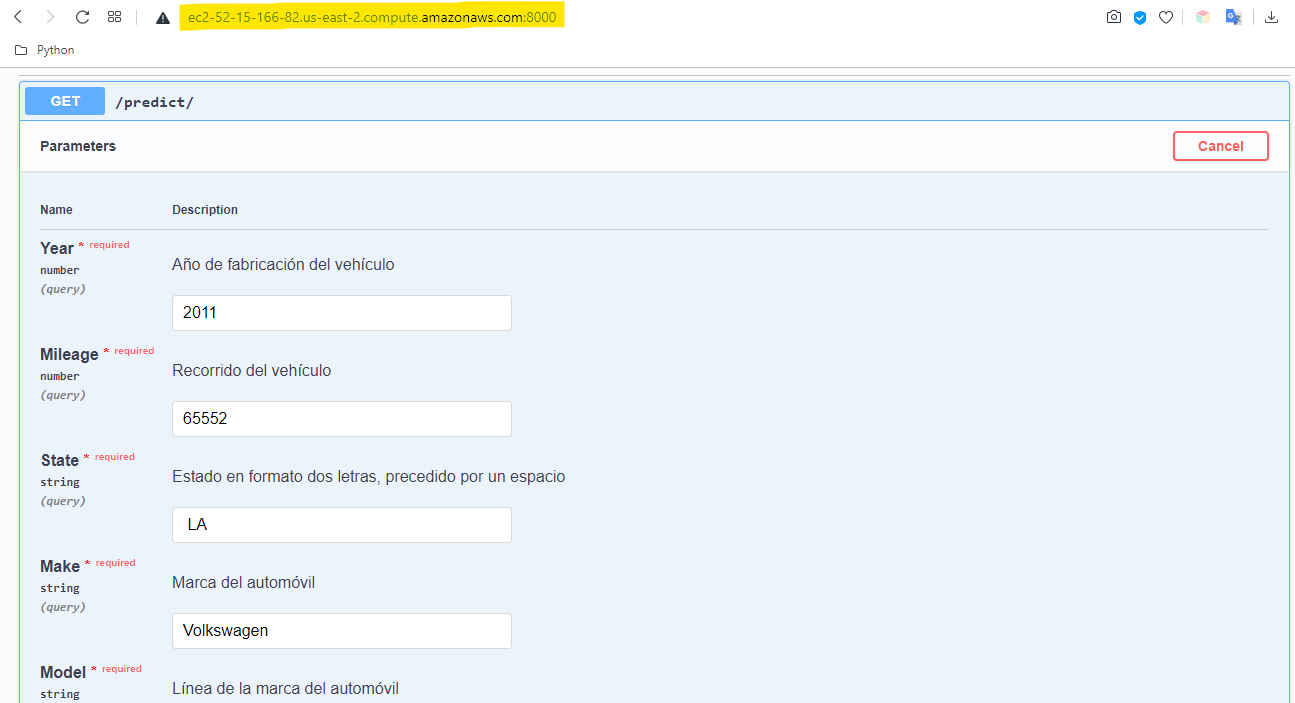 ec2-52-15-166-82.us-east-2.compute.amazonaws.com:8000
Python
GET /predict/
Parameters Cancel
Name Description
Year * required
number
(query)
Año de fabricación del vehículo
2011
Mileage * required
number
(query)
Recorrido del vehículo
65552
State * required
string
(query)
Estado en formato dos letras, precedido por un espacio
LA
Make * required
string
(query)
Marca del automóvil
Volkswagen
Model * required
string
Línea de la marca del automóvil